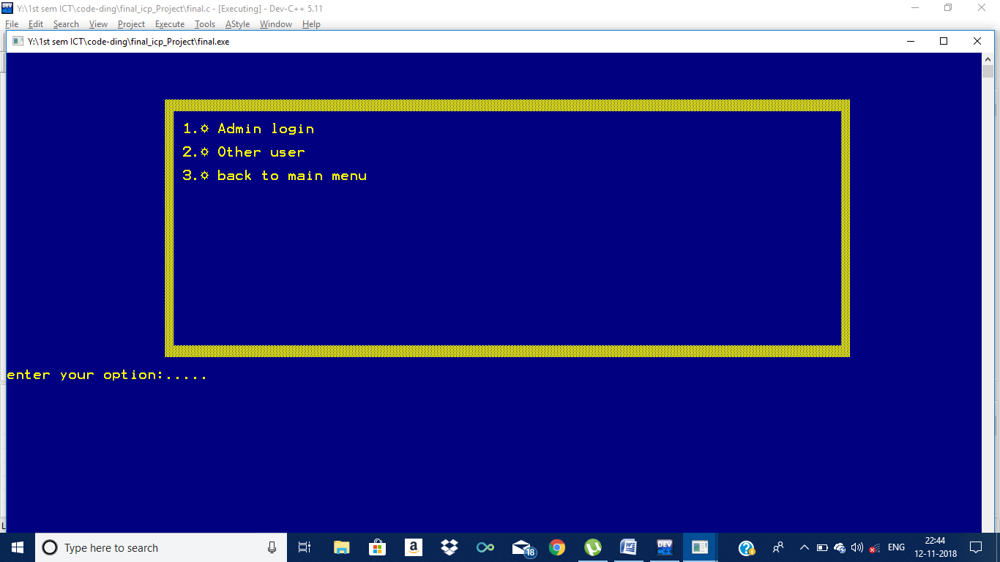 Y:\1st sem ICT\code-ding\final_icp_Project\final.c - [Executing] - Dev-C++ 5.11
File Edit Search View Project Execute Tools AStyle Window Help
Y:\1st sem ICT\code-ding\final_icp_Project\final.exe
1.☼ Admin login
2.☼ Other user
3.☼ back to main menu
enter your option:.....
L
Type here to search
18
DEV
ENG
22:44
12-11-2018